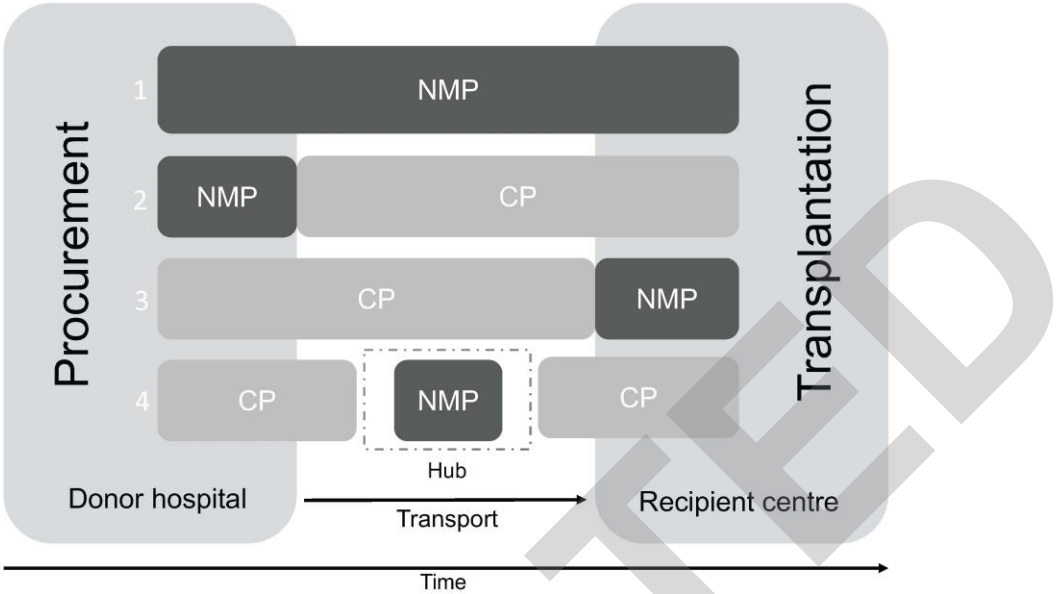 Procurement
1 NMP
2 NMP CP
3 CP NMP
4 CP NMP CP
Hub
Donor hospital
Transport
Recipient centre
Transplantation
Time
TED